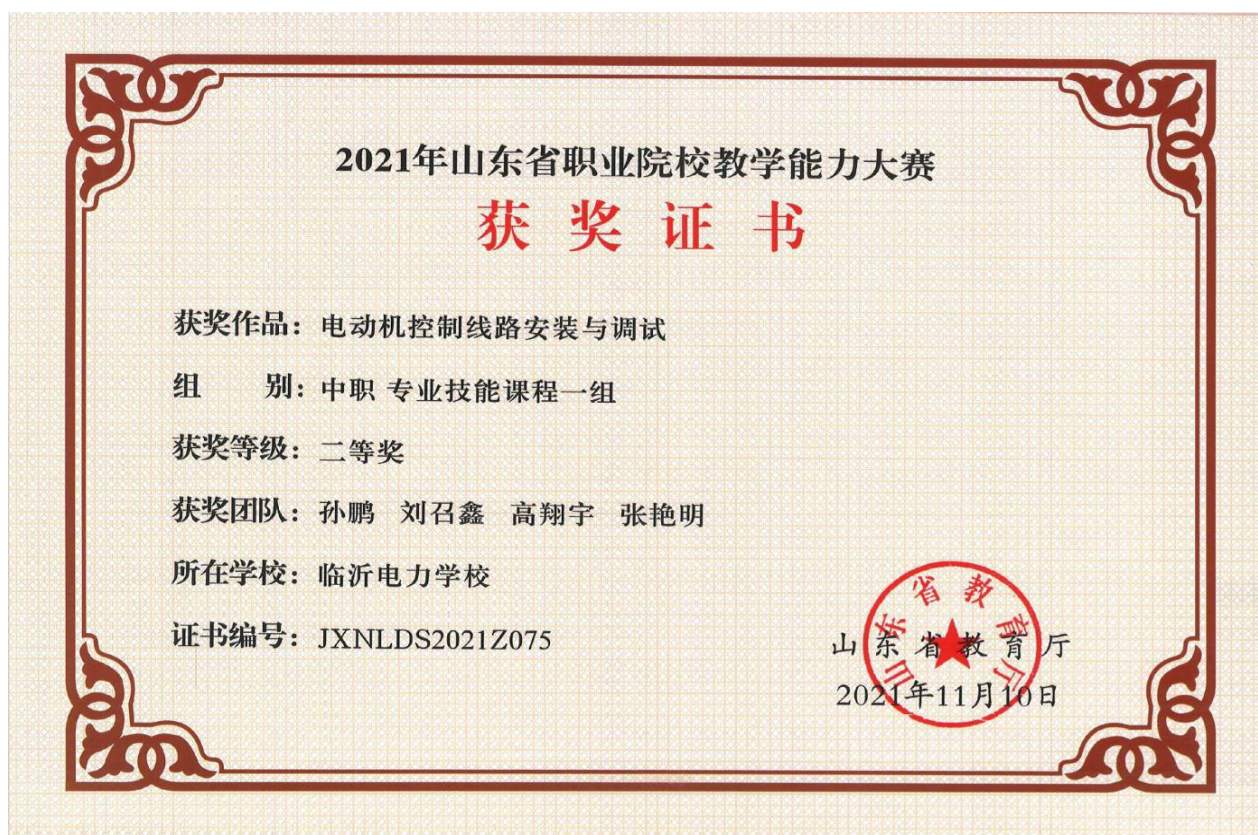 2021年山东省职业院校教学能力大赛
获奖证书
获奖作品：电动机控制线路安装与调试
组 别：中职 专业技能课程一组
获奖等级：二等奖
获奖团队：孙鹏 刘召鑫 高翔宇 张艳明
所在学校：临沂电力学校
证书编号：JXNLDS2021Z075
山东省教育厅
山东省教育厅
2021年11月10日